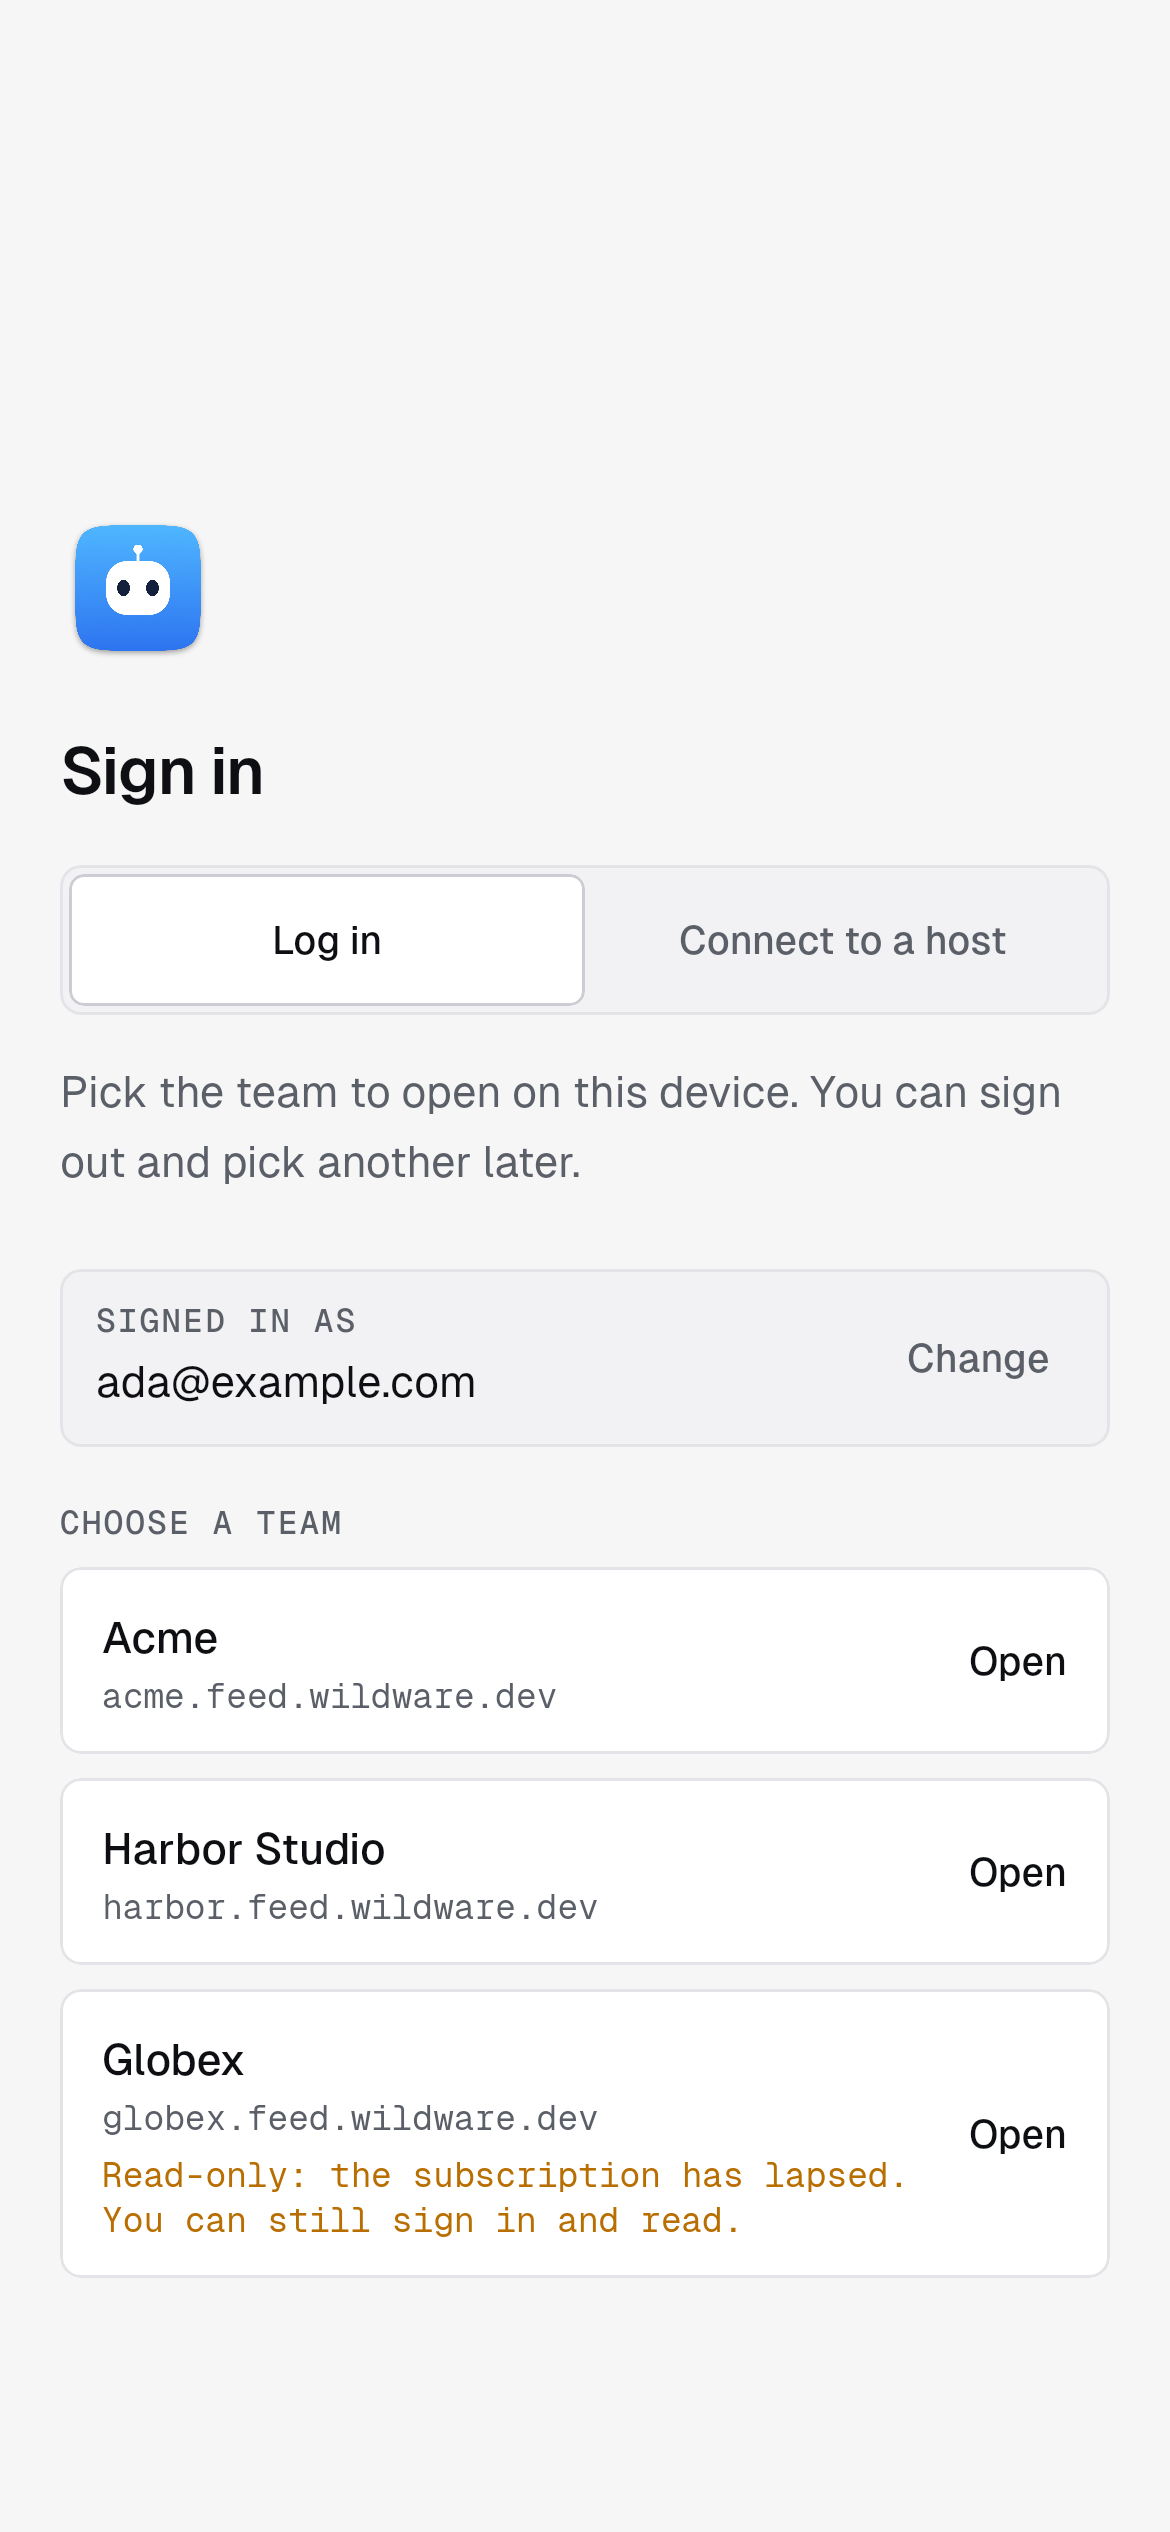 Sign in
Log in
Connect to a host
Pick the team to open on this device. You can sign
out and pick another later.
SIGNED IN AS
ada@example.com
Change
CHOOSE A TEAM
Acme
acme.feed.wildware.dev
Open
Harbor Studio
harbor.feed.wildware.dev
Open
Globex
globex.feed.wildware.dev
Read-only: the subscription has lapsed.
You can still sign in and read.
Open